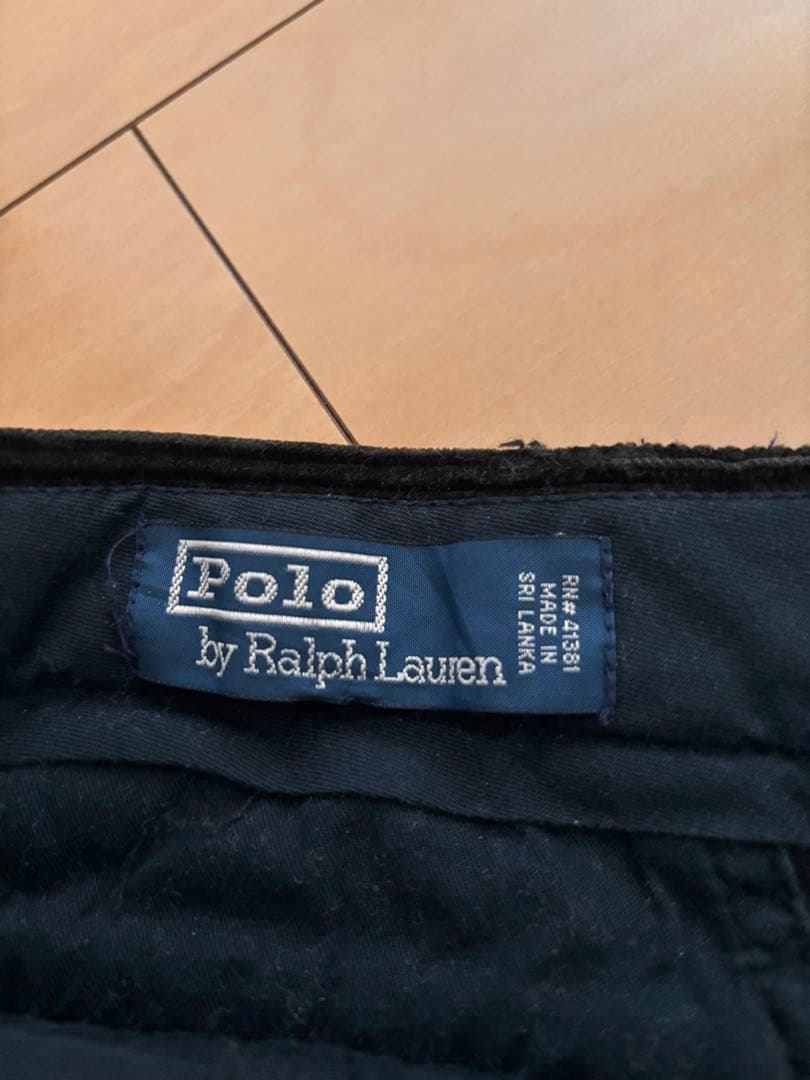 Polo
by Ralph Lauren
RN# 41381
MADE IN
SRI LANKA